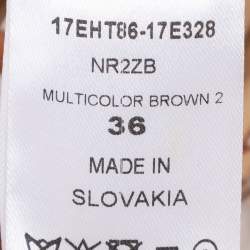 17EHT86-17E328
NR2ZB
MULTICOLOR BROWN 2
36
MADE IN
SLOVAKIA